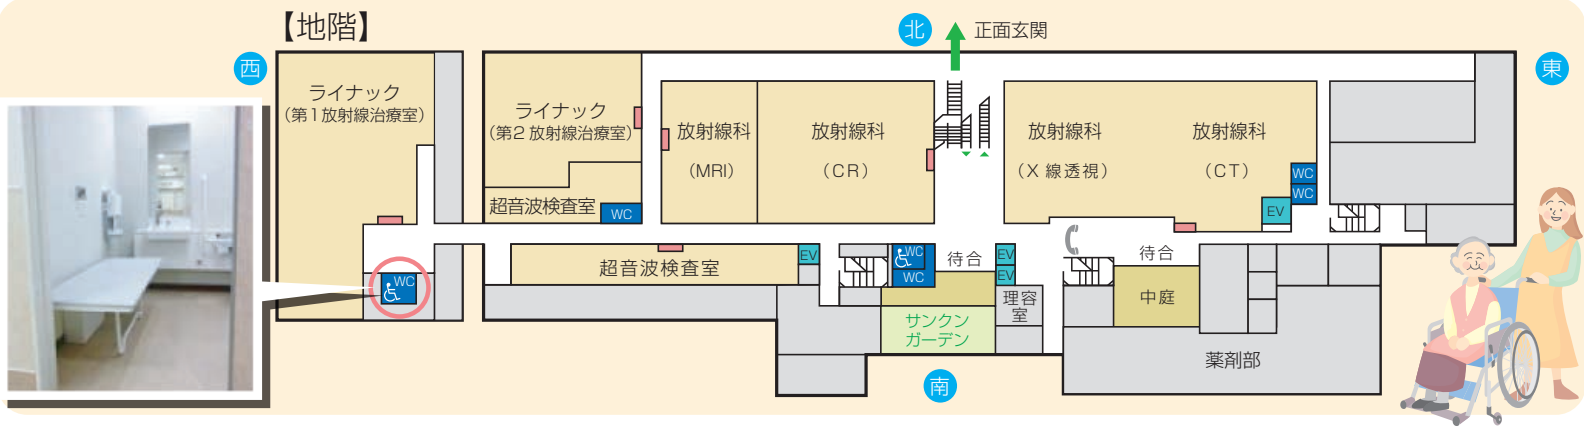 【地階】
北
正面玄関
西
東
ライナック
(第1放射線治療室)
ライナック
(第2放射線治療室)
放射線科
(MRI)
放射線科
(CR)
放射線科
(X線透視)
放射線科
(CT)
WC
WC
EV
超音波検査室
WC
超音波検査室
EV
WC
WC
待合
EV
EV
待合
WC
理容
室
中庭
サンクン
ガーデン
薬剤部
南